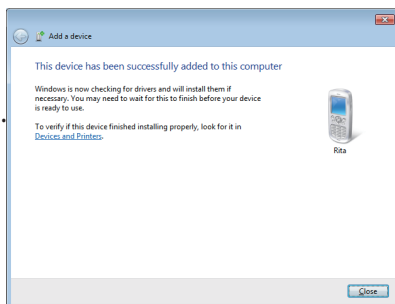 Add a device
This device has been successfully added to this computer
Windows is now checking for drivers and will install them if
necessary. You may need to wait for this to finish before your device
is ready to use.
To verify if this device finished installing properly, look for it in
Devices and Printers.
Rita
Close